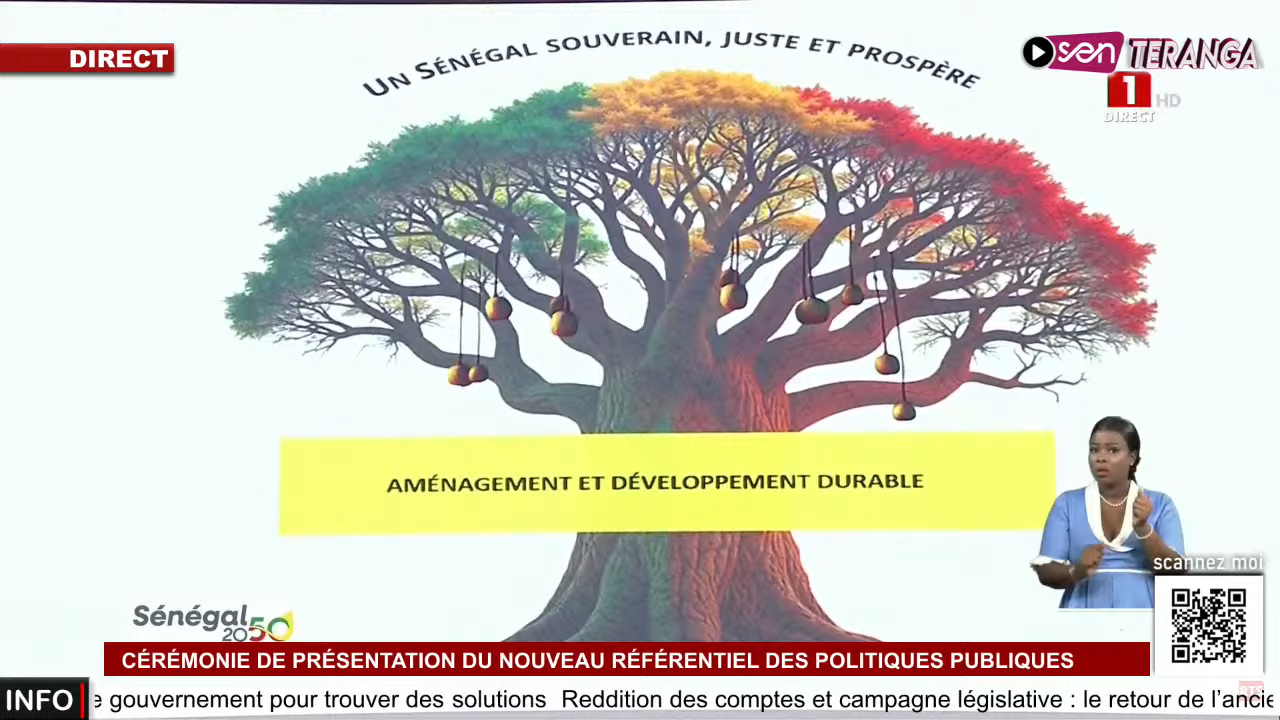 DIRECT
UN SÉNÉGAL SOUVERAIN, JUSTE ET PROSPÈRE
sen TERANGA
1 HD
DIRECT
AMÉNAGEMENT ET DÉVELOPPEMENT DURABLE
scannez moi
Sénégal
2050
CÉRÉMONIE DE PRÉSENTATION DU NOUVEAU RÉFÉRENTIEL DES POLITIQUES PUBLIQUES
INFO e gouvernement pour trouver des solutions Reddition des comptes et campagne législative : le retour de l'ancie
RTS